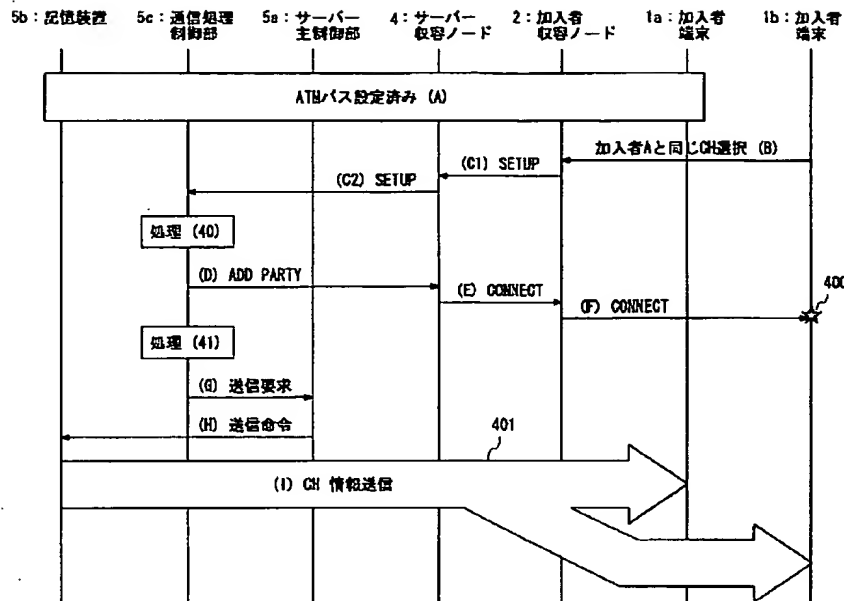 5b：記憶装置
5c：通信処理
制御部
5a：サーバー
主制御部
4：サーバー
収容ノード
2：加入者
収容ノード
1a：加入者
端末
1b：加入者
端末
ATMパス設定済み (A)
加入者Aと同じCH選択 (B)
(C1) SETUP
(C2) SETUP
処理 (40)
(D) ADD PARTY
(E) CONNECT
400
(F) CONNECT
処理 (41)
(G) 送信要求
(H) 送信命令
401
(I) CH 情報送信